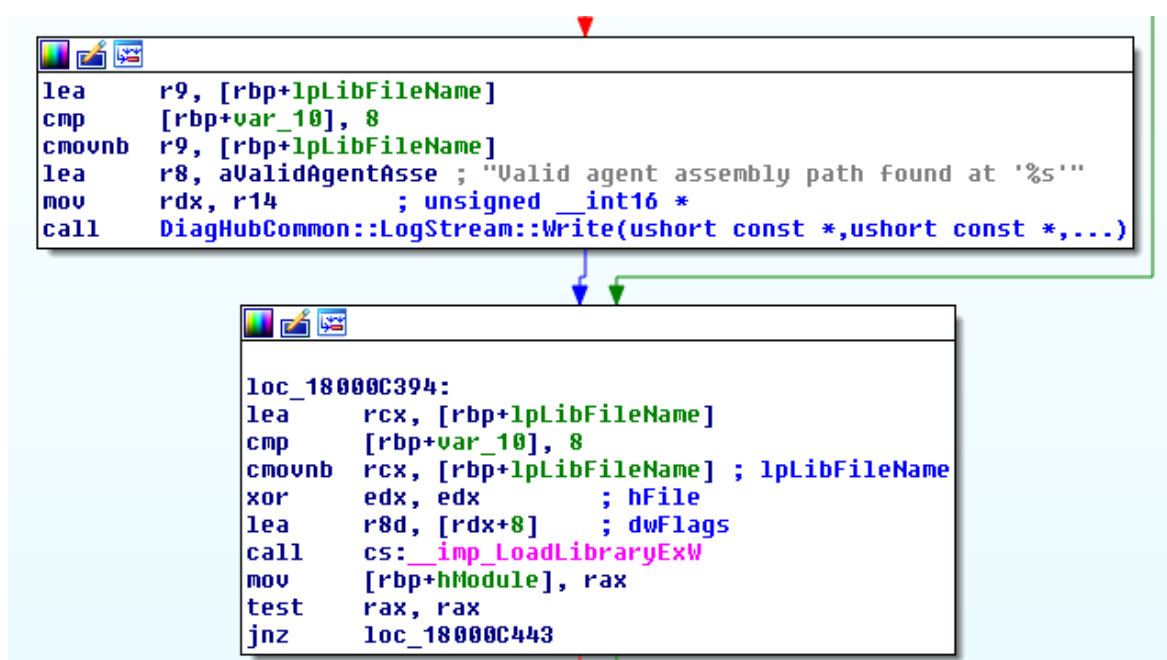 lea r9, [rbp+lpLibFileName]
cmp [rbp+var_10], 8
cmovnb r9, [rbp+lpLibFileName]
lea r8, aValidAgentAsse ; "Valid agent assembly path found at '%s'"
mov rdx, r14 ; unsigned __int16 *
call DiagHubCommon::LogStream::Write(ushort const *,ushort const *,...)
loc_18000C394:
lea rcx, [rbp+lpLibFileName]
cmp [rbp+var_10], 8
cmovnb rcx, [rbp+lpLibFileName] ; lpLibFileName
xor edx, edx ; hFile
lea r8d, [rdx+8] ; dwFlags
call cs:__imp_LoadLibraryExW
mov [rbp+hModule], rax
test rax, rax
jnz loc_18000C443